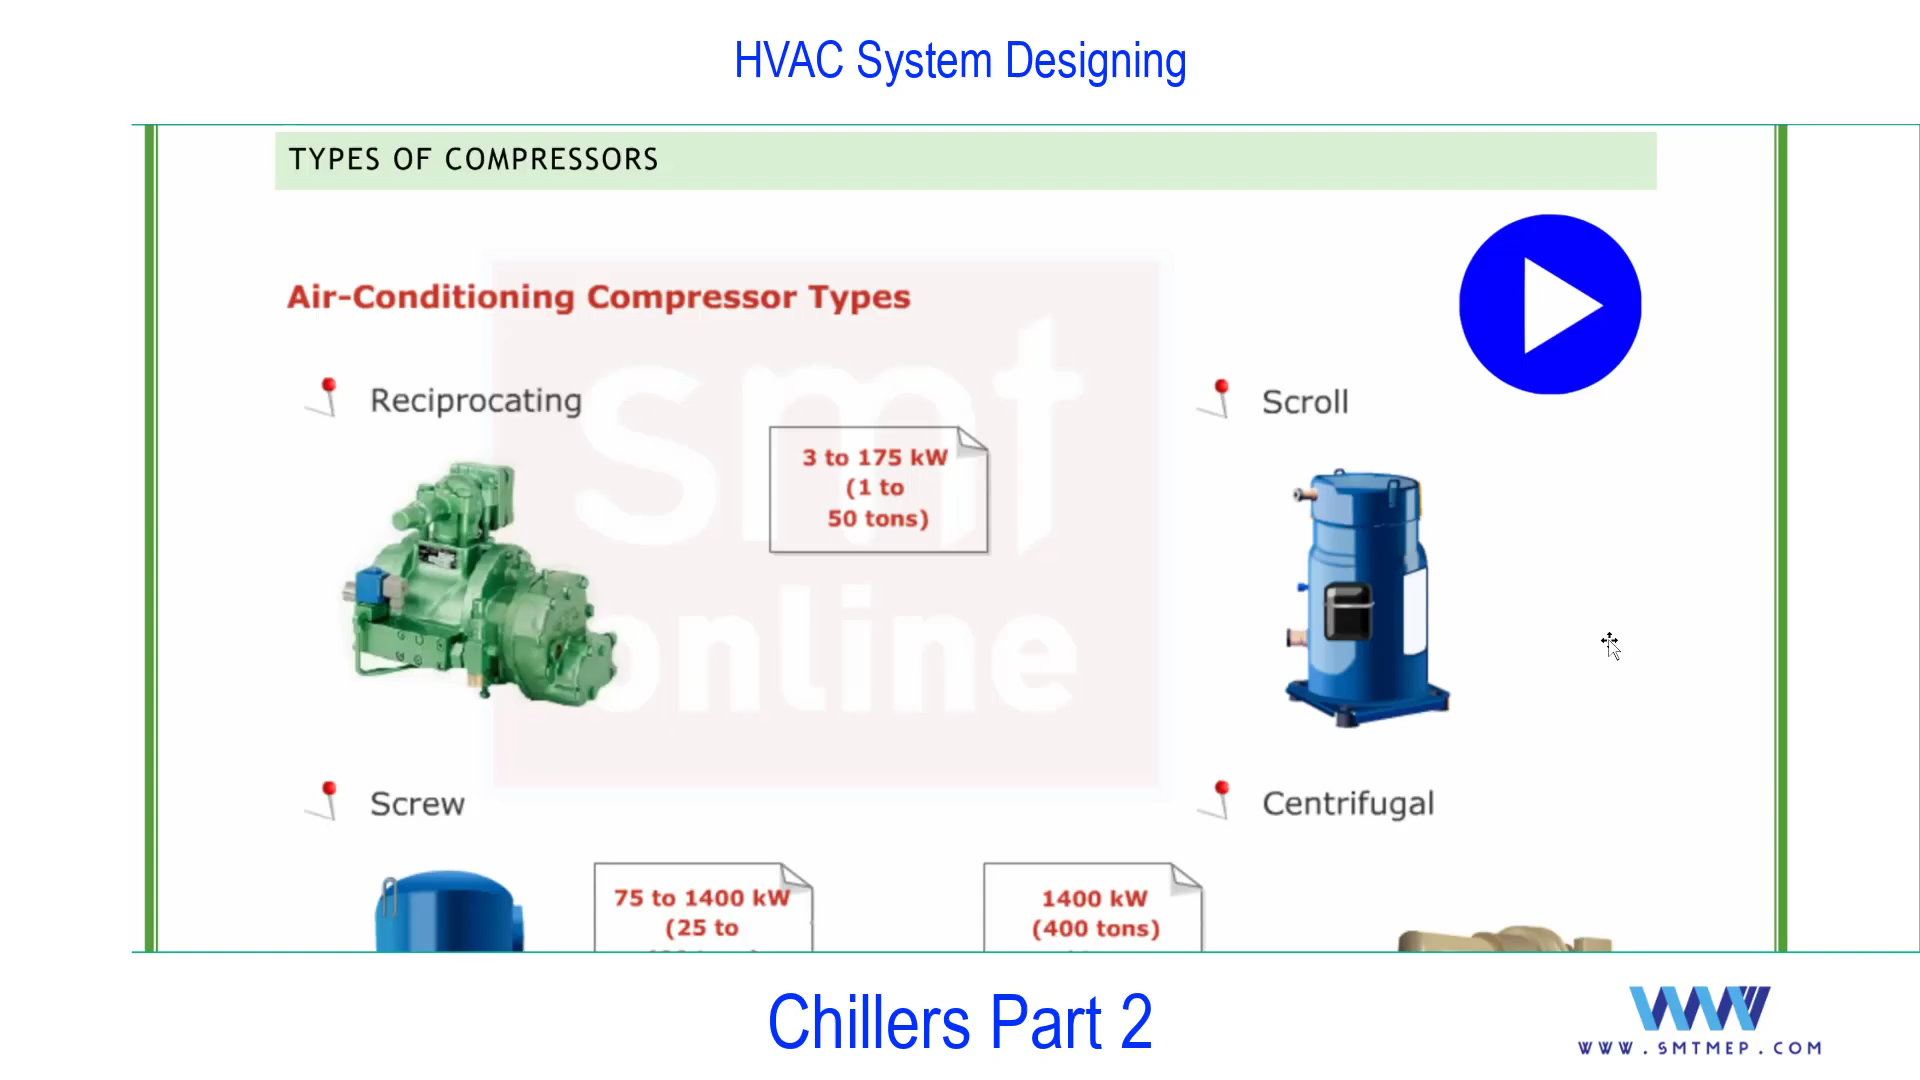 HVAC System Designing
TYPES OF COMPRESSORS
Air-Conditioning Compressor Types
Reciprocating
Scroll
3 to 175 kW
(1 to
50 tons)
smt
online
Screw
Centrifugal
75 to 1400 kW
(25 to
1400 kW
(400 tons)
Chillers Part 2
WWW.SMTMEP.COM